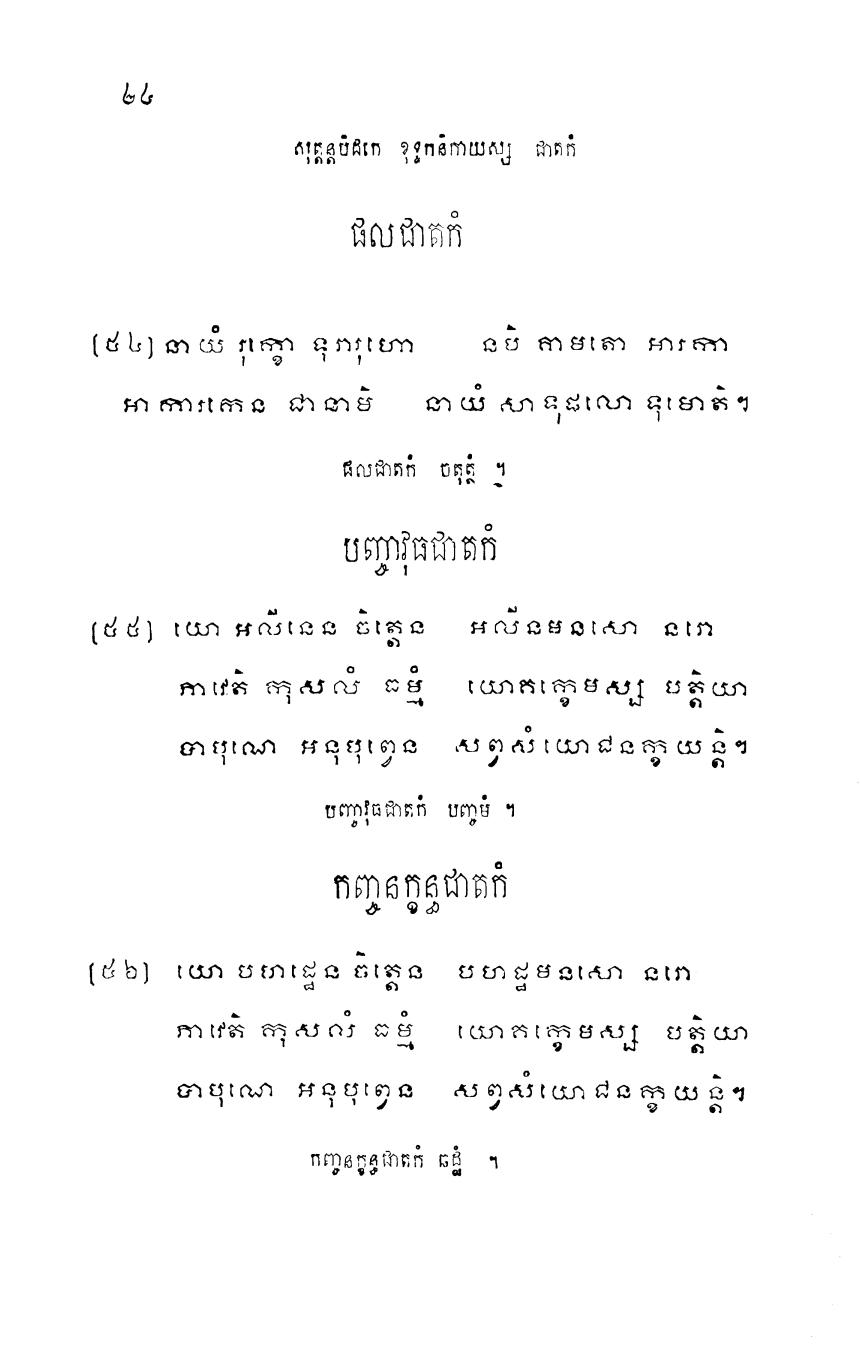 ២៤
សុត្តន្តបិដកេ ខុទ្ទកនិកាយស្ស ជាតកំ
ផលជាតកំ
[៥៤] នាយំ រុក្ខោ ទុរារុហោ នបិ គាមតោ អារកា
អាការកេន ជានាមិ នាយំ សាទុផលោ ទុមោតិ។
ផលជាតកំ ចតុត្ថំ ។
បញ្ចាវុធជាតកំ
[៥៥] យោ អលីនេន ចិត្តេន អលីនមនសោ នរោ
ភាវេតិ កុសលំ ធម្មំ យោគក្ខេមស្ស បត្តិយា
បាបុណេ អនុបុព្វេន សព្វសំយោជនក្ខយន្តិ។
បញ្ចាវុធជាតកំ បញ្ចមំ ។
កញ្ចនក្ខន្ធជាតកំ
[៥៦] យោ បហដ្ឋេន ចិត្តេន បហដ្ឋមនសោ នរោ
ភាវេតិ កុសលំ ធម្មំ យោគក្ខេមស្ស បត្តិយា
បាបុណេ អនុបុព្វេន សព្វសំយោជនក្ខយន្តិ។
កញ្ចនក្ខន្ធជាតកំ ឆដ្ឋំ ។